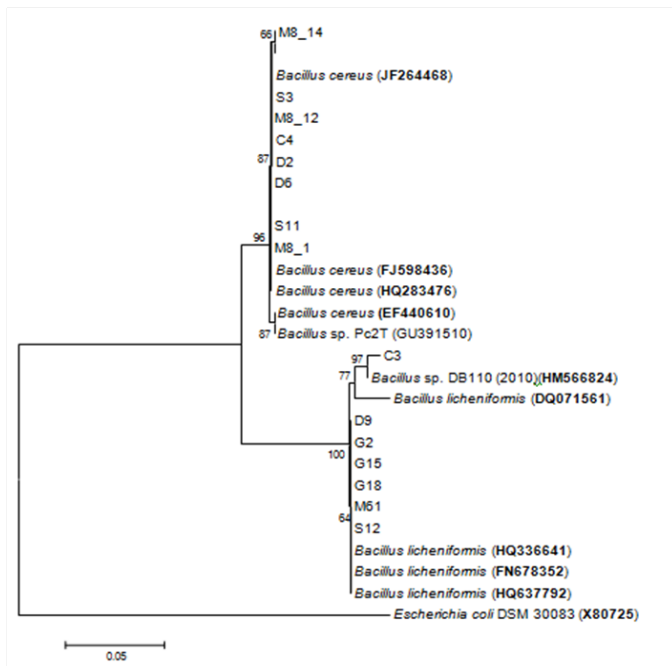 66 M8_14
Bacillus cereus (JF264468)
S3
M8_12
C4
87 D2
D6
S11
96 M8_1
Bacillus cereus (FJ598436)
Bacillus cereus (HQ283476)
Bacillus cereus (EF440610)
87 Bacillus sp. Pc2T (GU391510)
97 C3
77 Bacillus sp. DB110 (2010)(HM566824)
Bacillus licheniformis (DQ071561)
D9
G2
100 G15
G18
M61
64 S12
Bacillus licheniformis (HQ336641)
Bacillus licheniformis (FN678352)
Bacillus licheniformis (HQ637792)
Escherichia coli DSM 30083 (X80725)
0.05